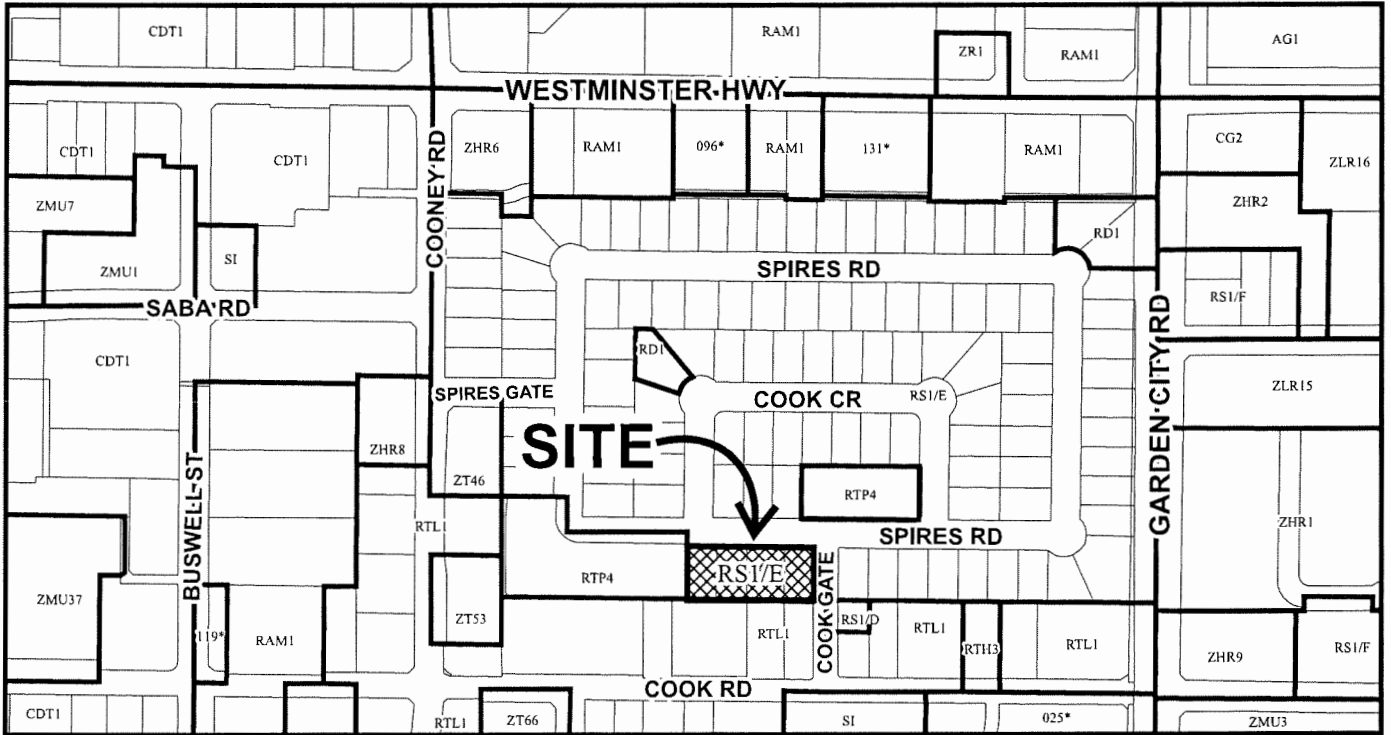 CDT1
RAM1
ZR1
RAM1
AG1
WESTMINSTER HWY
CDT1
CDT1
COONEY RD
ZHR6
RAM1
096*
RAM1
131*
RAM1
CG2
ZLR16
ZMU7
ZHR2
ZMU1
SI
RD1
SPIRES RD
RS1/F
SABA RD
GARDEN CITY RD
CDT1
RD1
SPIRES GATE
COOK CR
RS1/E
ZLR15
SITE
ZHR8
ZT46
RTP4
BUSWELL ST
RTL1
SPIRES RD
ZHR1
RTP4
RS1/E
COOK GATE
ZMU37
119*
RAM1
ZT53
RTL1
RS1/D
RTL1
RTH3
RTL1
ZHR9
RS1/F
COOK RD
CDT1
RTL1
ZT66
SI
025*
ZMU3